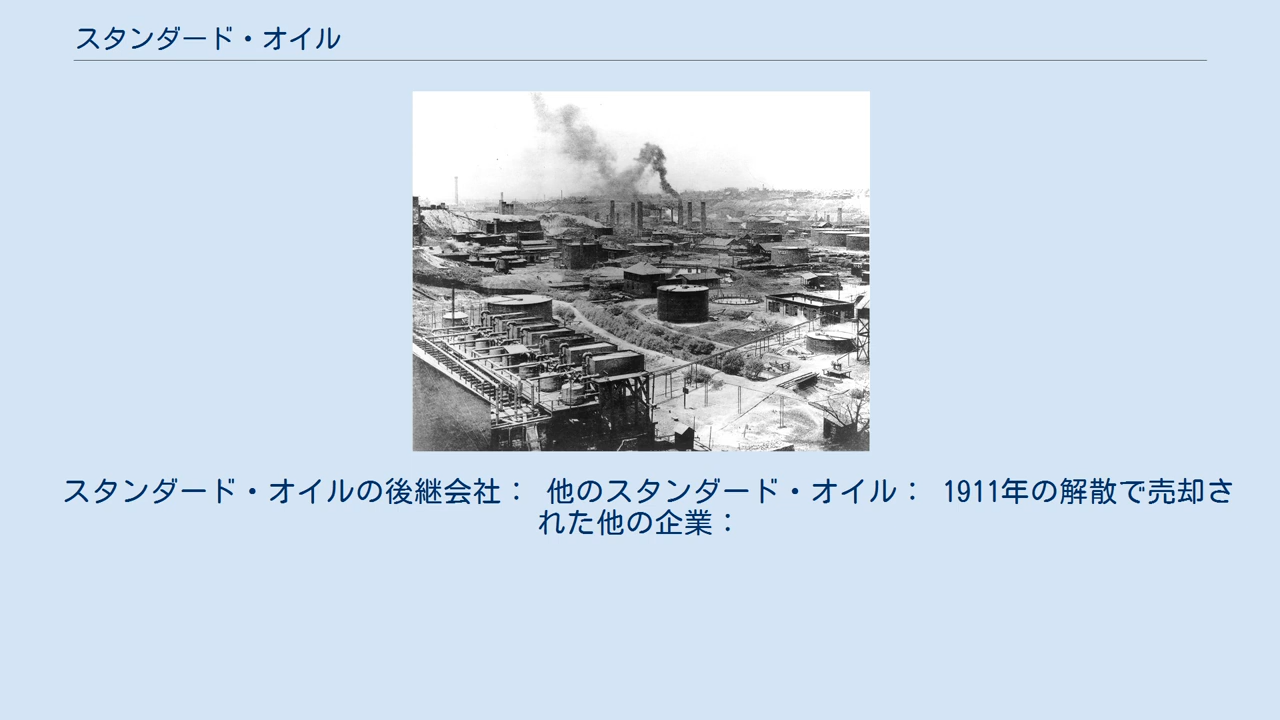 スタンダード・オイル
スタンダード・オイルの後継会社： 他のスタンダード・オイル： 1911年の解散で売却さ
れた他の企業：